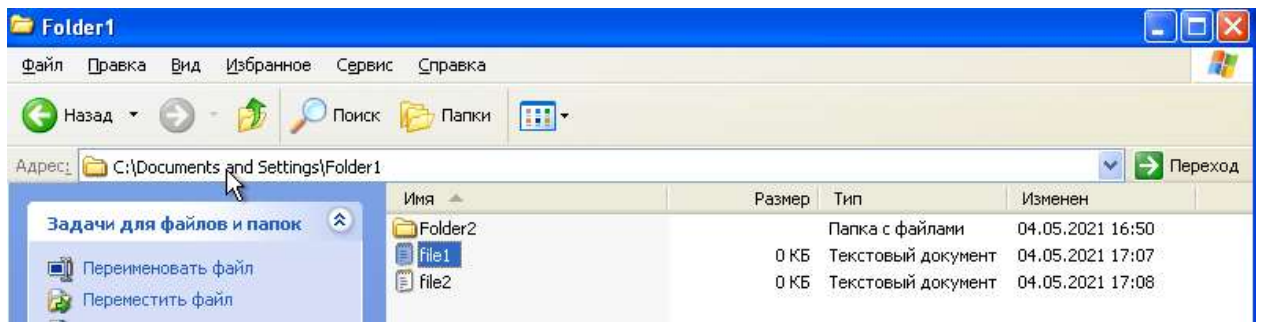 Folder1
Файл Правка Вид Избранное Сервис Справка
Назад Поиск Папки
Адрес: C:\Documents and Settings\Folder1 Переход
Имя Размер Тип Изменен
Задачи для файлов и папок
Folder2 Папка с файлами 04.05.2021 16:50
file1 0 КБ Текстовый документ 04.05.2021 17:07
Переименовать файл
file2 0 КБ Текстовый документ 04.05.2021 17:08
Переместить файл